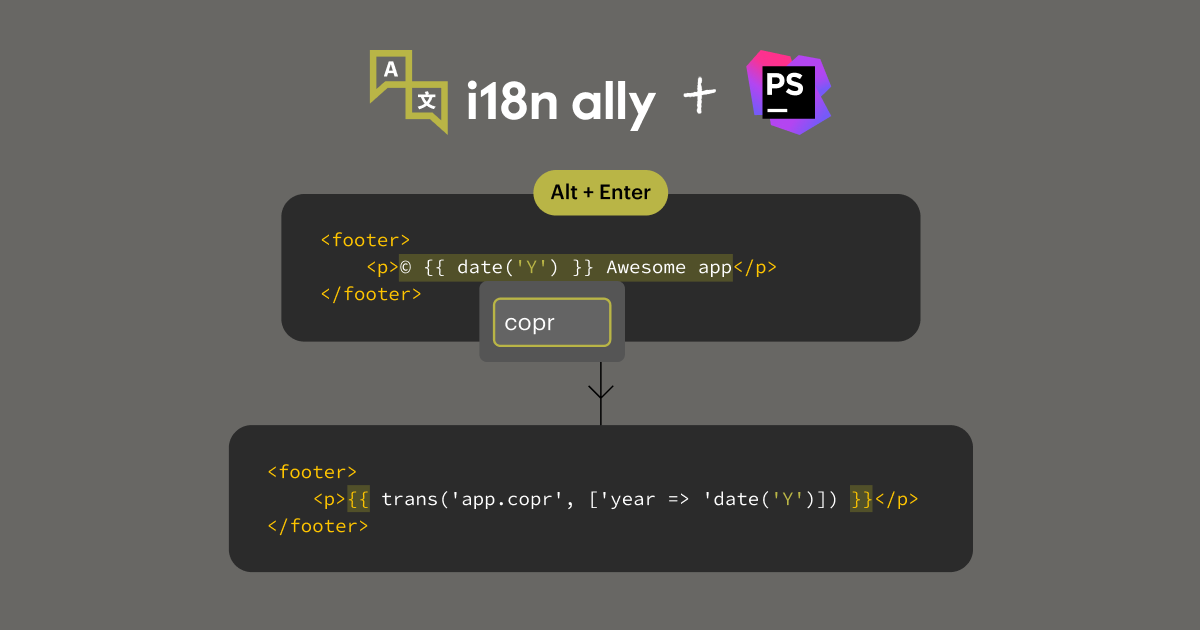 A
文
i18n ally +
PS
Alt + Enter
<footer>
<p>© {{ date('Y') }} Awesome app</p>
</footer>
copr
<footer>
<p>{{ trans('app.copr', ['year => 'date('Y')]) }}</p>
</footer>